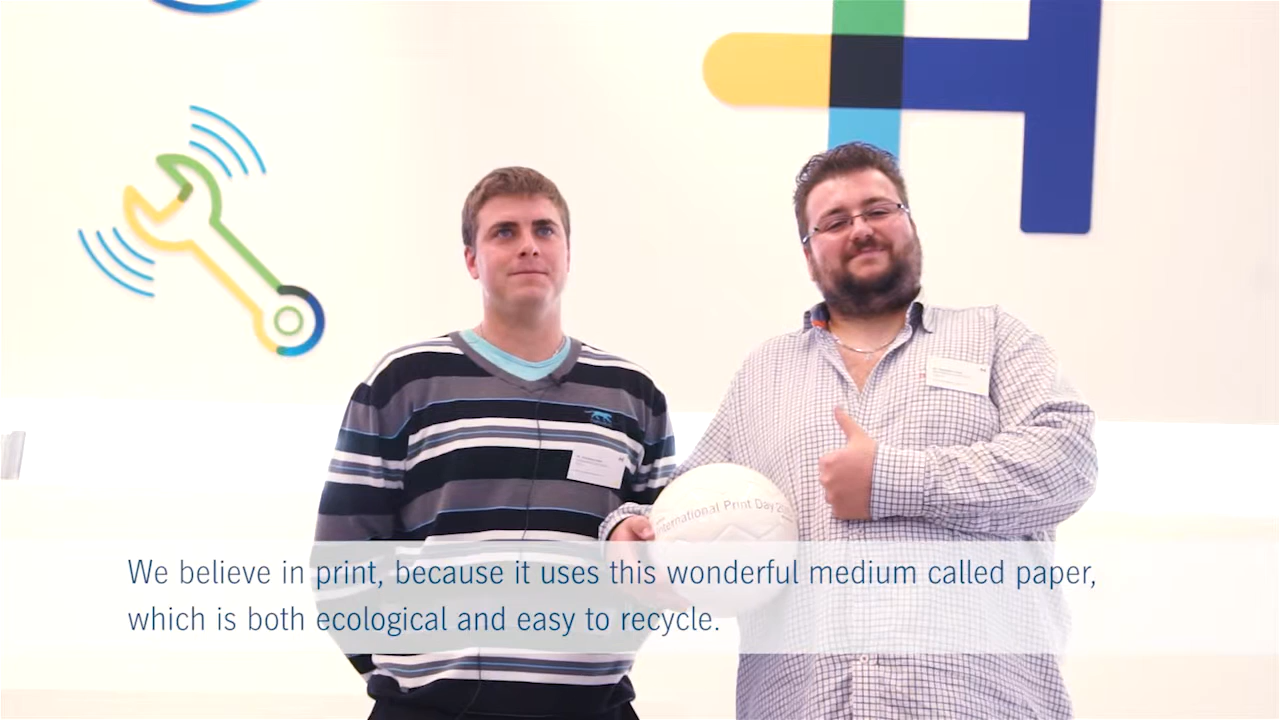 International Print Day 2
We believe in print, because it uses this wonderful medium called paper,
which is both ecological and easy to recycle.